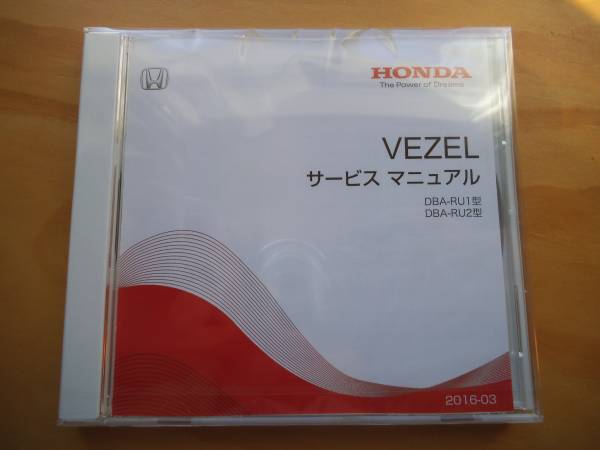 HONDA
The Power of Dreams
VEZEL
サービス マニュアル
DBA-RU1型
DBA-RU2型
2016-03